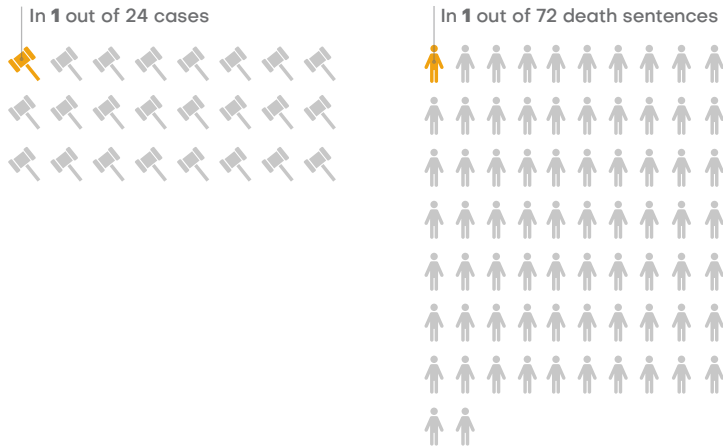 In 1 out of 24 cases
In 1 out of 72 death sentences